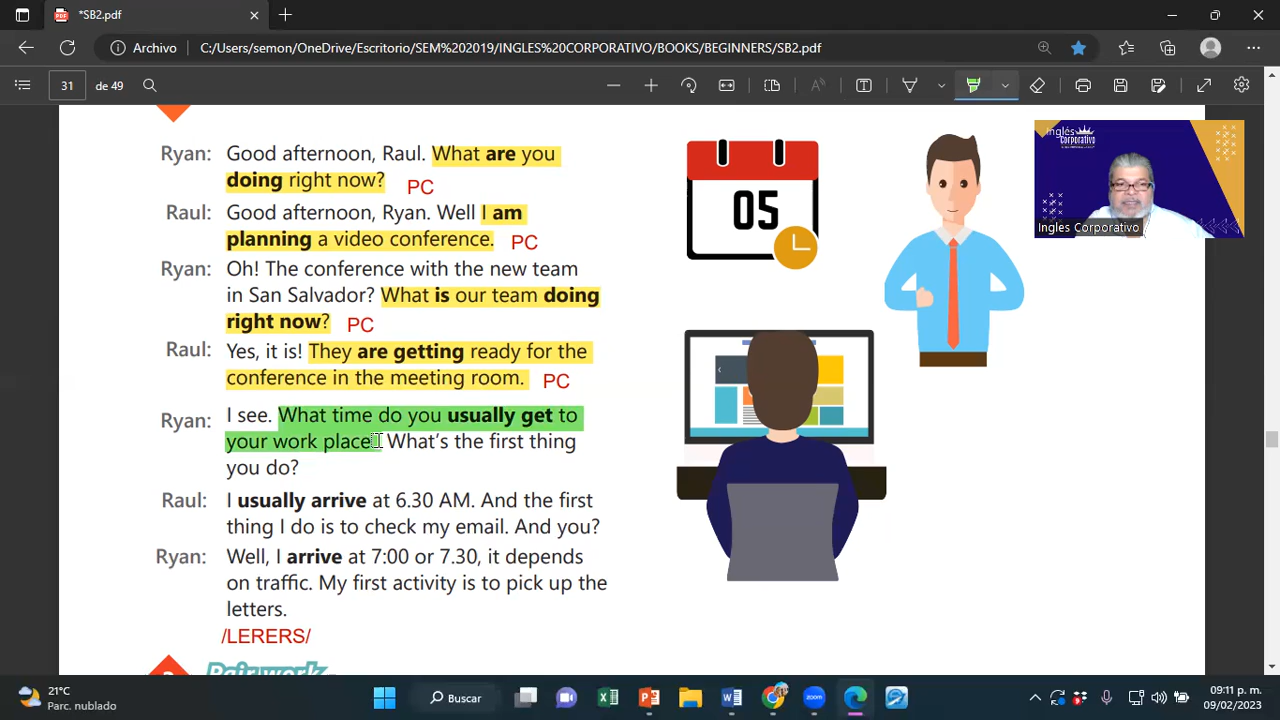 *SB2.pdf
Archivo
C:/Users/semon/OneDrive/Escritorio/SEM%202019/INGLES%20CORPORATIVO/BOOKS/BEGINNERS/SB2.pdf
31
de 49
Ryan: Good afternoon, Raul. What are you
doing right now? PC
Raul: Good afternoon, Ryan. Well I am
planning a video conference. PC
Ryan: Oh! The conference with the new team
in San Salvador? What is our team doing
right now? PC
Raul: Yes, it is! They are getting ready for the
conference in the meeting room. PC
Ryan: I see. What time do you usually get to
your work place? What's the first thing
you do?
Raul: I usually arrive at 6.30 AM. And the first
thing I do is to check my email. And you?
Ryan: Well, I arrive at 7:00 or 7.30, it depends
on traffic. My first activity is to pick up the
letters.
/LERERS/
Pair work
05
Inglés
Corporativo
Ingles Corporativo
21°C
Parc. nublado
Buscar
zoom
09:11 p. m.
09/02/2023